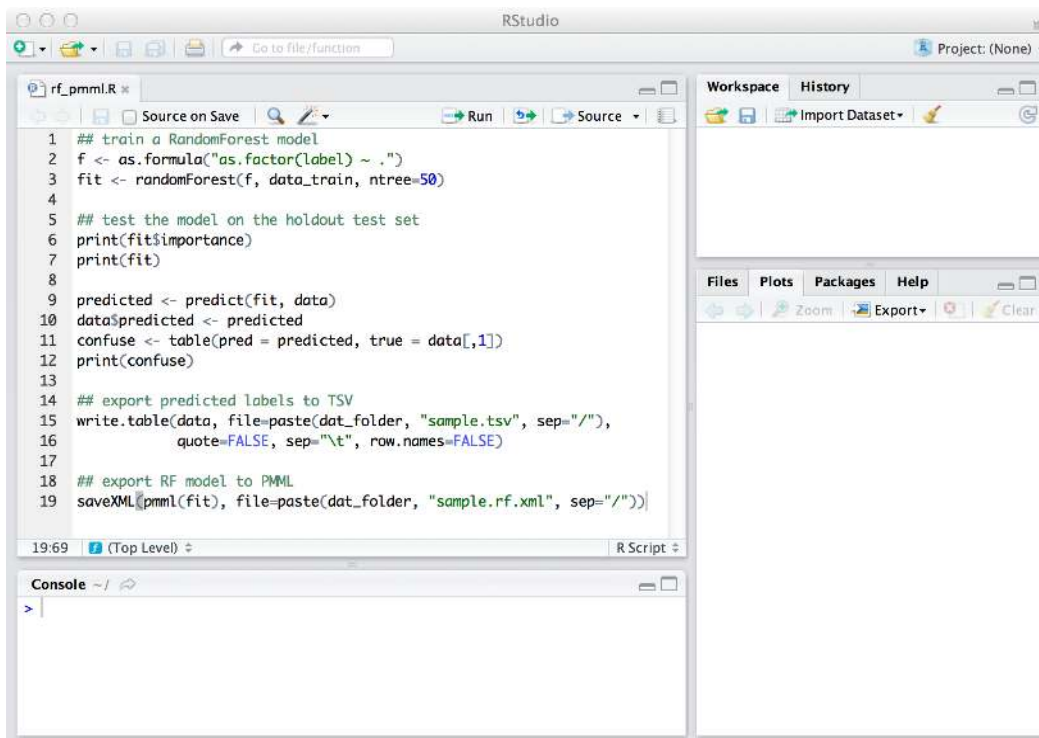 RStudio
Go to file/function
Project: (None)
rf_pmml.R
Source on Save
Run
Source
1 ## train a RandomForest model
2 f <- as.formula("as.factor(label) ~ .")
3 fit <- randomForest(f, data_train, ntree=50)
4
5 ## test the model on the holdout test set
6 print(fit$importance)
7 print(fit)
8
9 predicted <- predict(fit, data)
10 data$predicted <- predicted
11 confuse <- table(pred = predicted, true = data[,1])
12 print(confuse)
13
14 ## export predicted labels to TSV
15 write.table(data, file=paste(dat_folder, "sample.tsv", sep="/"),
16 quote=FALSE, sep="\t", row.names=FALSE)
17
18 ## export RF model to PMML
19 saveXML(pmml(fit), file=paste(dat_folder, "sample.rf.xml", sep="/"))
19:69 (Top Level) R Script
Console ~/
>
Workspace History
Import Dataset
Files Plots Packages Help
Zoom Export Clear